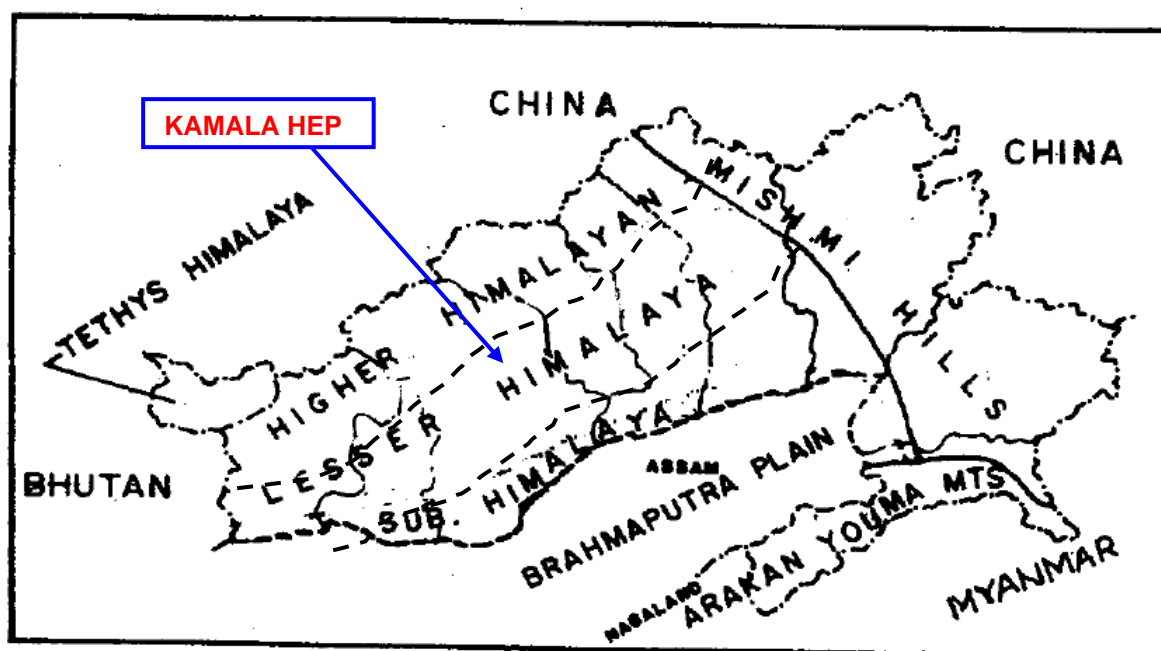 CHINA
KAMALA HEP
CHINA
MISHMI HILLS
TETHYS HIMALAYA
HIGHER HIMALAYAN
LESSER HIMALAYA
SUB. HIMALAYA
BHUTAN
ASSAM
BRAHMAPUTRA PLAIN
NAGALAND
ARAKAN YOUMA MTS
MYANMAR